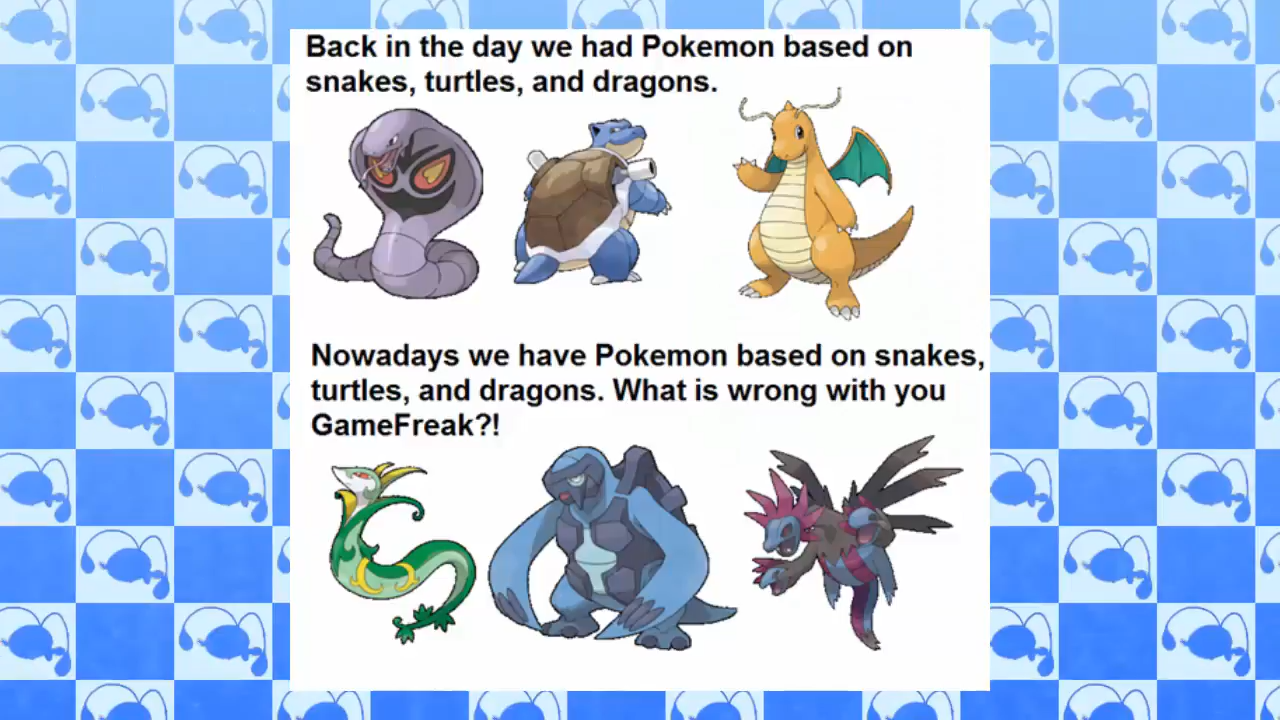 Back in the day we had Pokemon based on
snakes, turtles, and dragons.
Nowadays we have Pokemon based on snakes,
turtles, and dragons. What is wrong with you
GameFreak?!